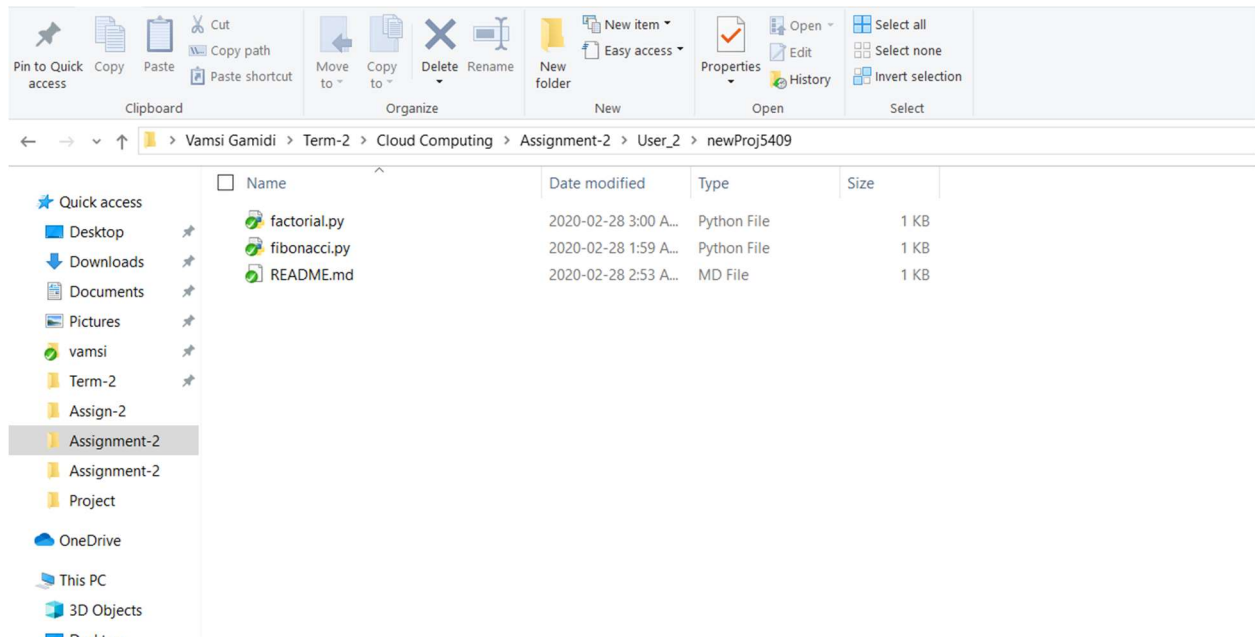 Cut
Copy path
Paste shortcut
Pin to Quick access
Copy
Paste
Clipboard
Move to
Copy to
Delete
Rename
Organize
New folder
New item
Easy access
New
Properties
Open
Edit
History
Open
Select all
Select none
Invert selection
Select
> Vamsi Gamidi > Term-2 > Cloud Computing > Assignment-2 > User_2 > newProj5409
Name Date modified Type Size
factorial.py 2020-02-28 3:00 A... Python File 1 KB
fibonacci.py 2020-02-28 1:59 A... Python File 1 KB
README.md 2020-02-28 2:53 A... MD File 1 KB
Quick access
Desktop
Downloads
Documents
Pictures
vamsi
Term-2
Assign-2
Assignment-2
Assignment-2
Project
OneDrive
This PC
3D Objects